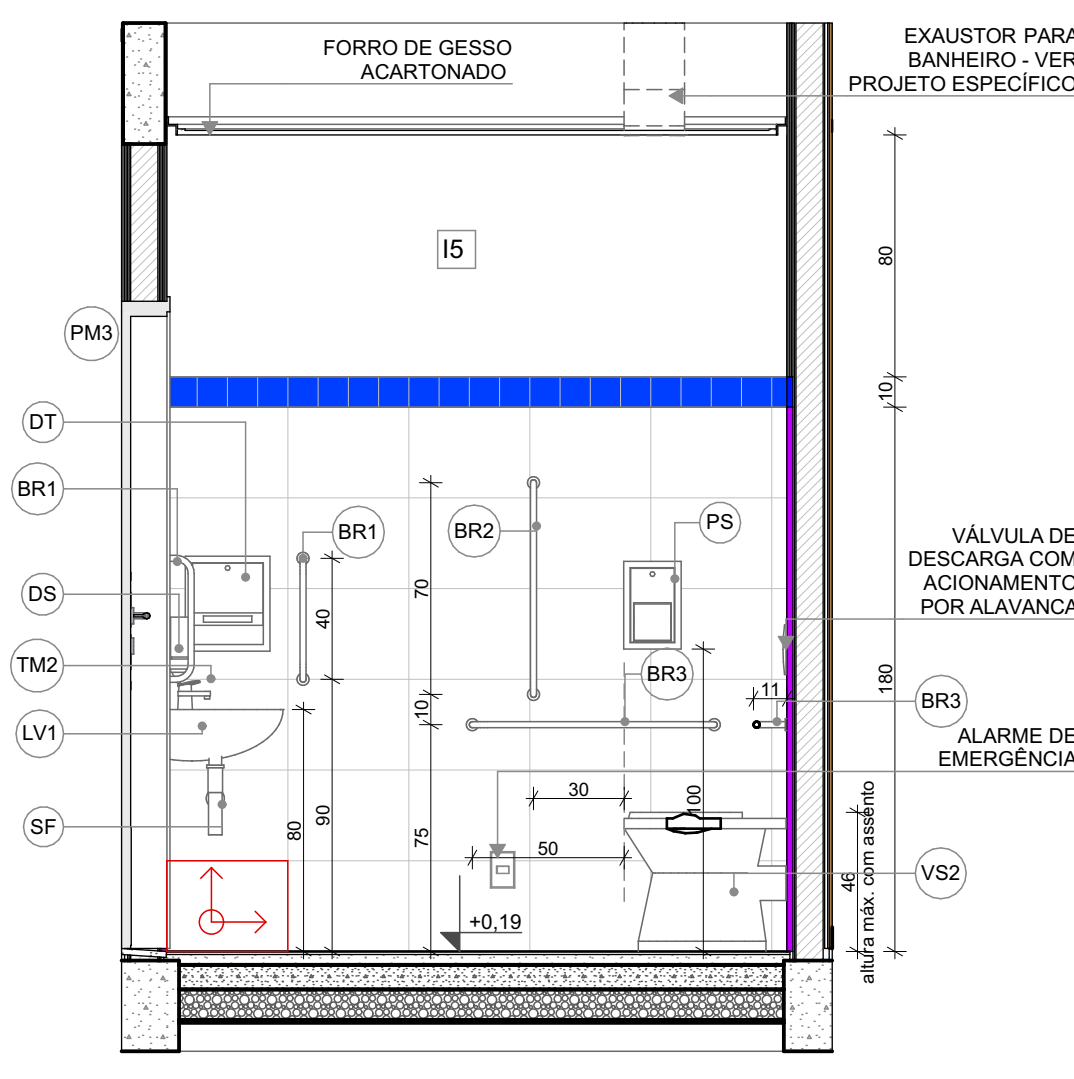 FORRO DE GESSO
ACARTONADO
EXAUSTOR PARA
BANHEIRO - VER
PROJETO ESPECÍFICO
I5
80
PM3
10
DT
BR1
BR1
BR2
PS
70
40
VÁLVULA DE
DESCARGA COM
ACIONAMENTO
POR ALAVANCA
DS
TM2
BR3
180
11
BR3
10
LV1
ALARME DE
EMERGÊNCIA
30
100
SF
80
90
75
50
46
altura máx. com assento
VS2
+0,19